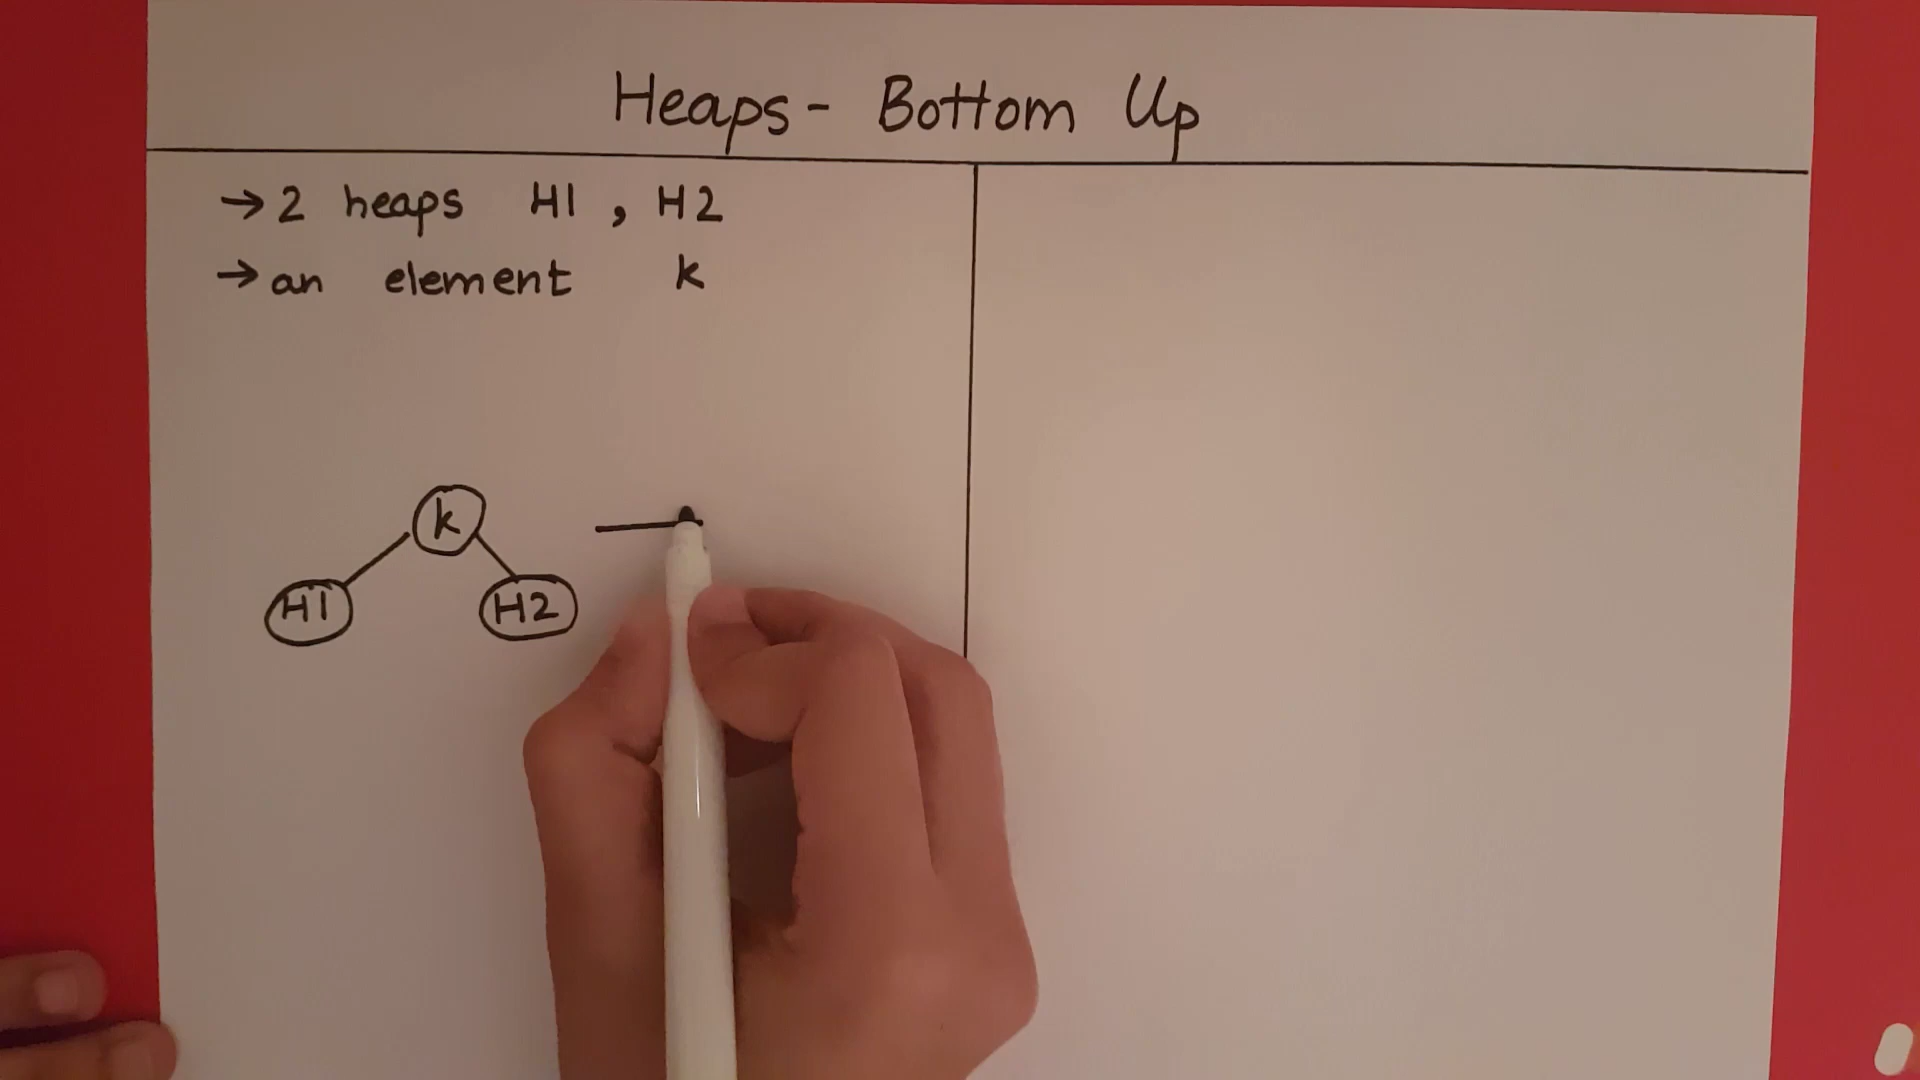 Heaps - Bottom Up
→ 2 heaps H1 , H2
→ an element k
k
H1 H2